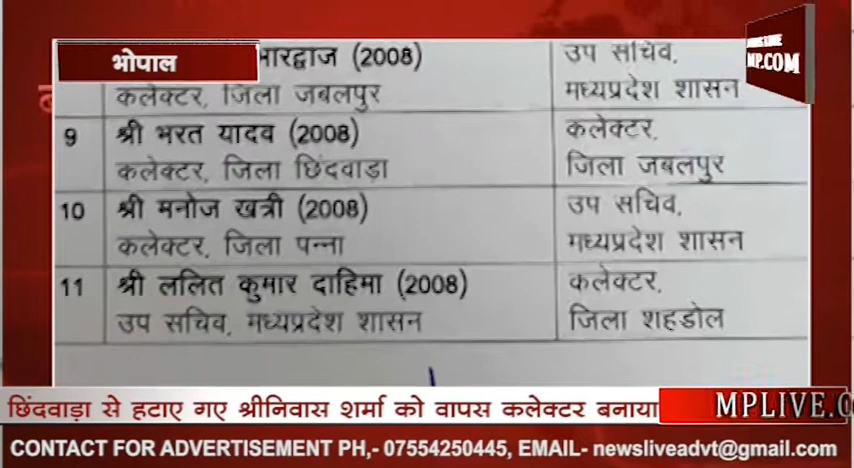 भोपाल
MP.COM
भारद्वाज (2008)
कलेक्टर, जिला जबलपुर
उप सचिव,
मध्यप्रदेश शासन
9
श्री भरत यादव (2008)
कलेक्टर, जिला छिंदवाड़ा
कलेक्टर,
जिला जबलपुर
10
श्री मनोज खत्री (2008)
कलेक्टर, जिला पन्ना
उप सचिव,
मध्यप्रदेश शासन
11
श्री ललित कुमार दाहिमा (2008)
उप सचिव, मध्यप्रदेश शासन
कलेक्टर,
जिला शहडोल
छिंदवाड़ा से हटाए गए श्रीनिवास शर्मा को वापस कलेक्टर बनाया
MPLIVE.CO
CONTACT FOR ADVERTISEMENT PH,- 07554250445, EMAIL- newsliveadvt@gmail.com